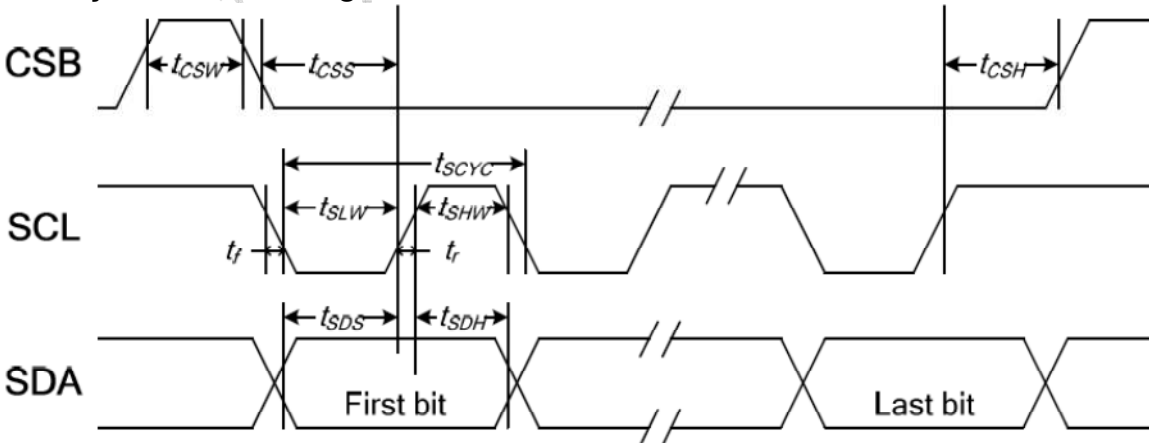 CSB
tCSW
tCSS
tCSH
tSCYC
SCL
tSLW
tSHW
tf
tr
tSDS
tSDH
SDA
First bit
Last bit